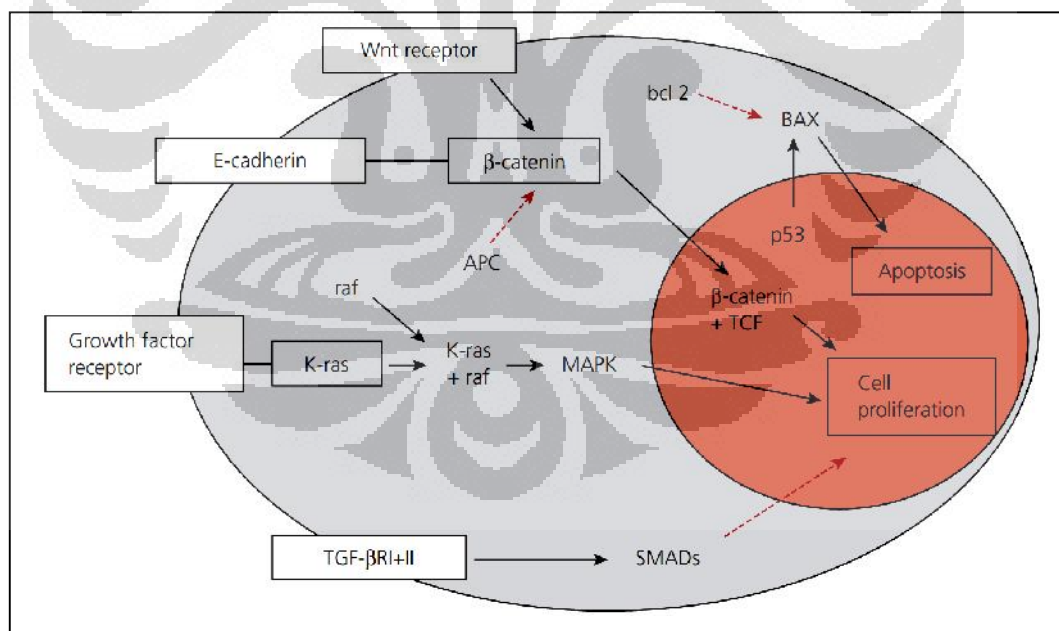 Wnt receptor
bcl 2
BAX
E-cadherin
β-catenin
p53
APC
Apoptosis
raf
β-catenin
+ TCF
Growth factor
receptor
K-ras
K-ras
+ raf
MAPK
Cell
proliferation
TGF-βRI+II
SMADs